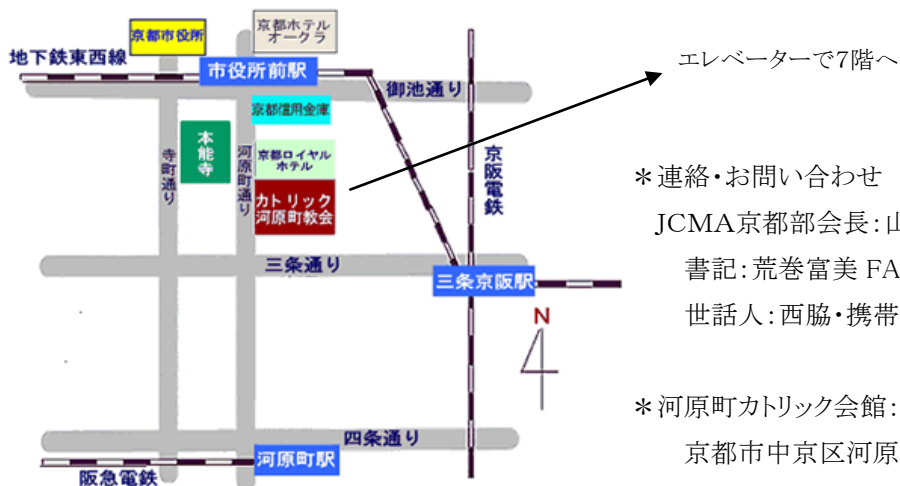 京都市役所
京都ホテル
オークラ
地下鉄東西線
市役所前駅
エレベーターで7階へ
御池通り
京都信用金庫
本能寺
寺町通り
河原町通り
京都ロイヤル
ホテル
カトリック
河原町教会
京阪電鉄
三条通り
三条京阪駅
N
四条通り
河原町駅
阪急電鉄
*連絡・お問い合わせ
JCMA京都部会長:山
書記:荒巻富美 FA
世話人:西脇・携帯
*河原町カトリック会館:
京都市中京区河原